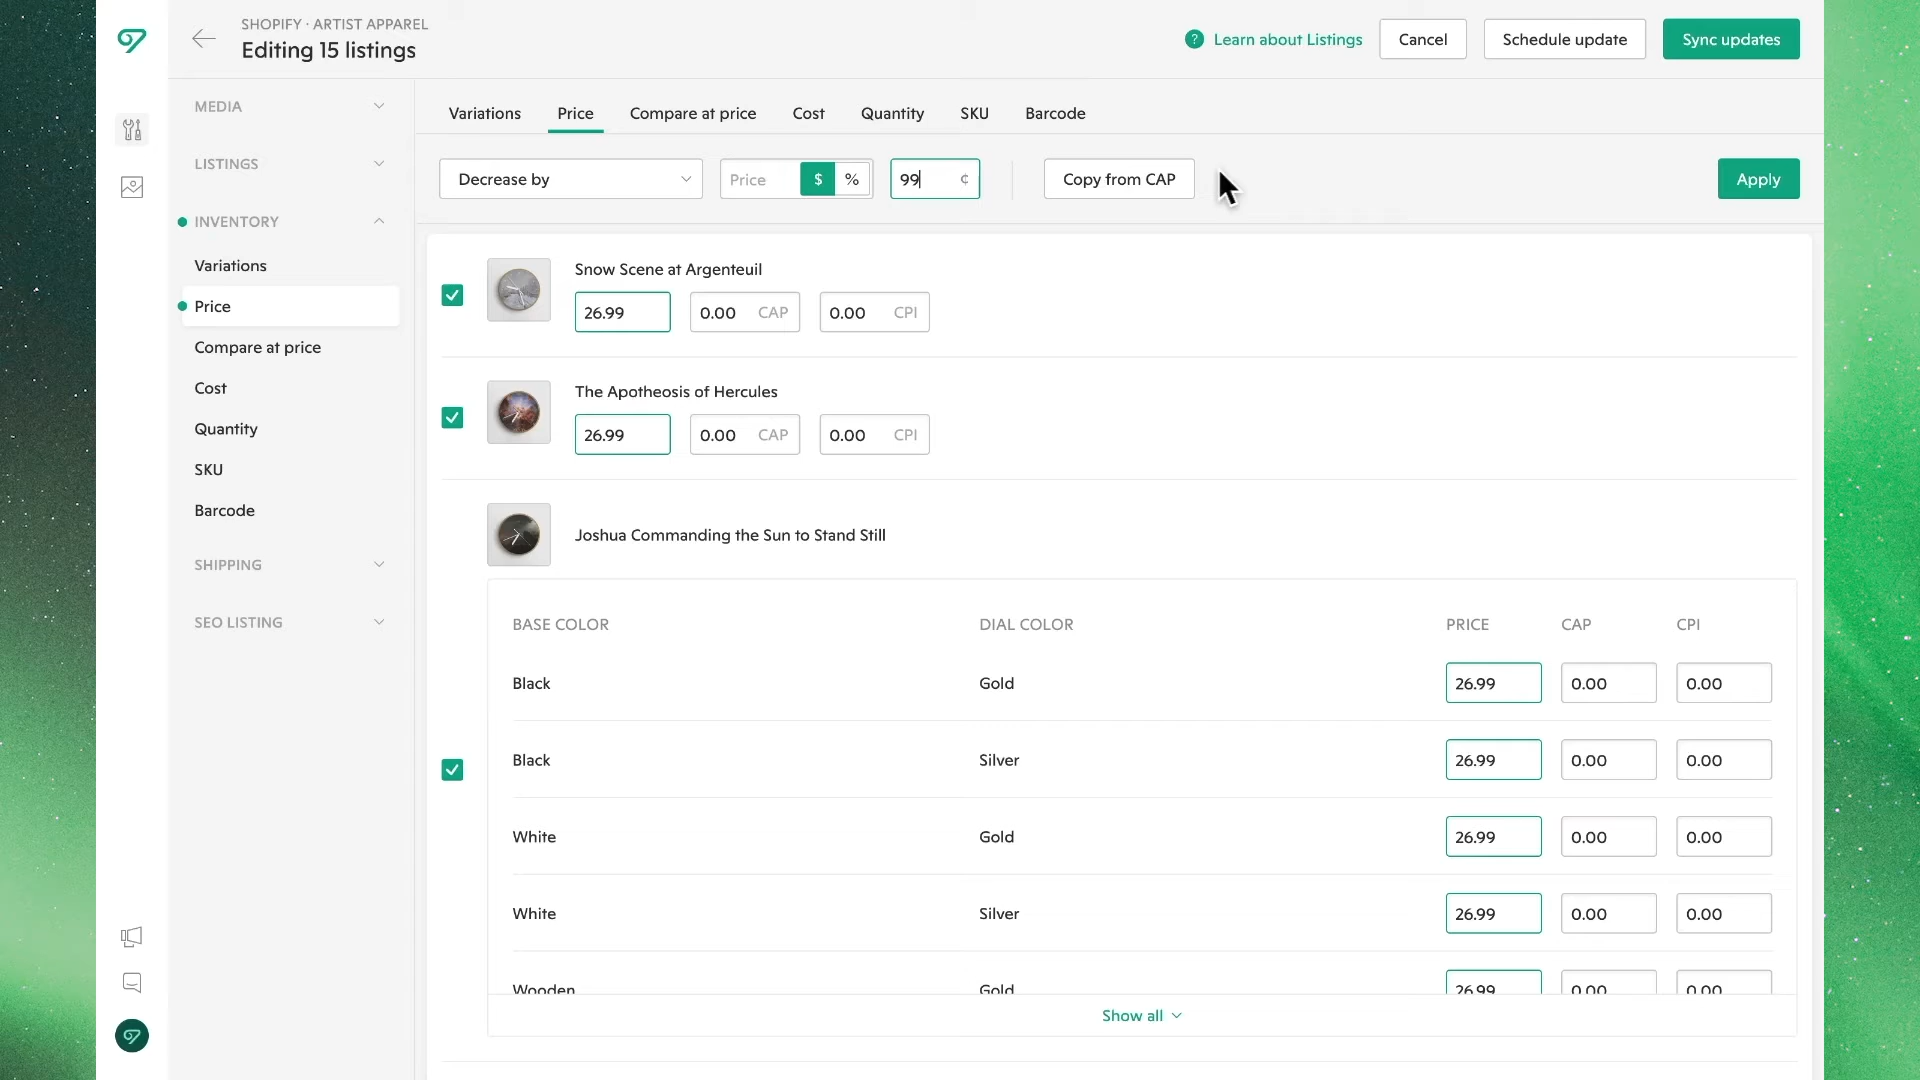 SHOPIFY · ARTIST APPAREL
Editing 15 listings
? Learn about Listings
Cancel
Schedule update
Sync updates
MEDIA
LISTINGS
INVENTORY
Variations
Price
Compare at price
Cost
Quantity
SKU
Barcode
SHIPPING
SEO LISTING
Variations Price Compare at price Cost Quantity SKU Barcode
Decrease by
Price $ %
99 ¢
Copy from CAP
Apply
Snow Scene at Argenteuil
26.99 0.00 CAP 0.00 CPI
The Apotheosis of Hercules
26.99 0.00 CAP 0.00 CPI
Joshua Commanding the Sun to Stand Still
BASE COLOR DIAL COLOR PRICE CAP CPI
Black Gold 26.99 0.00 0.00
Black Silver 26.99 0.00 0.00
White Gold 26.99 0.00 0.00
White Silver 26.99 0.00 0.00
Wooden Gold 26.99 0.00 0.00
Show all